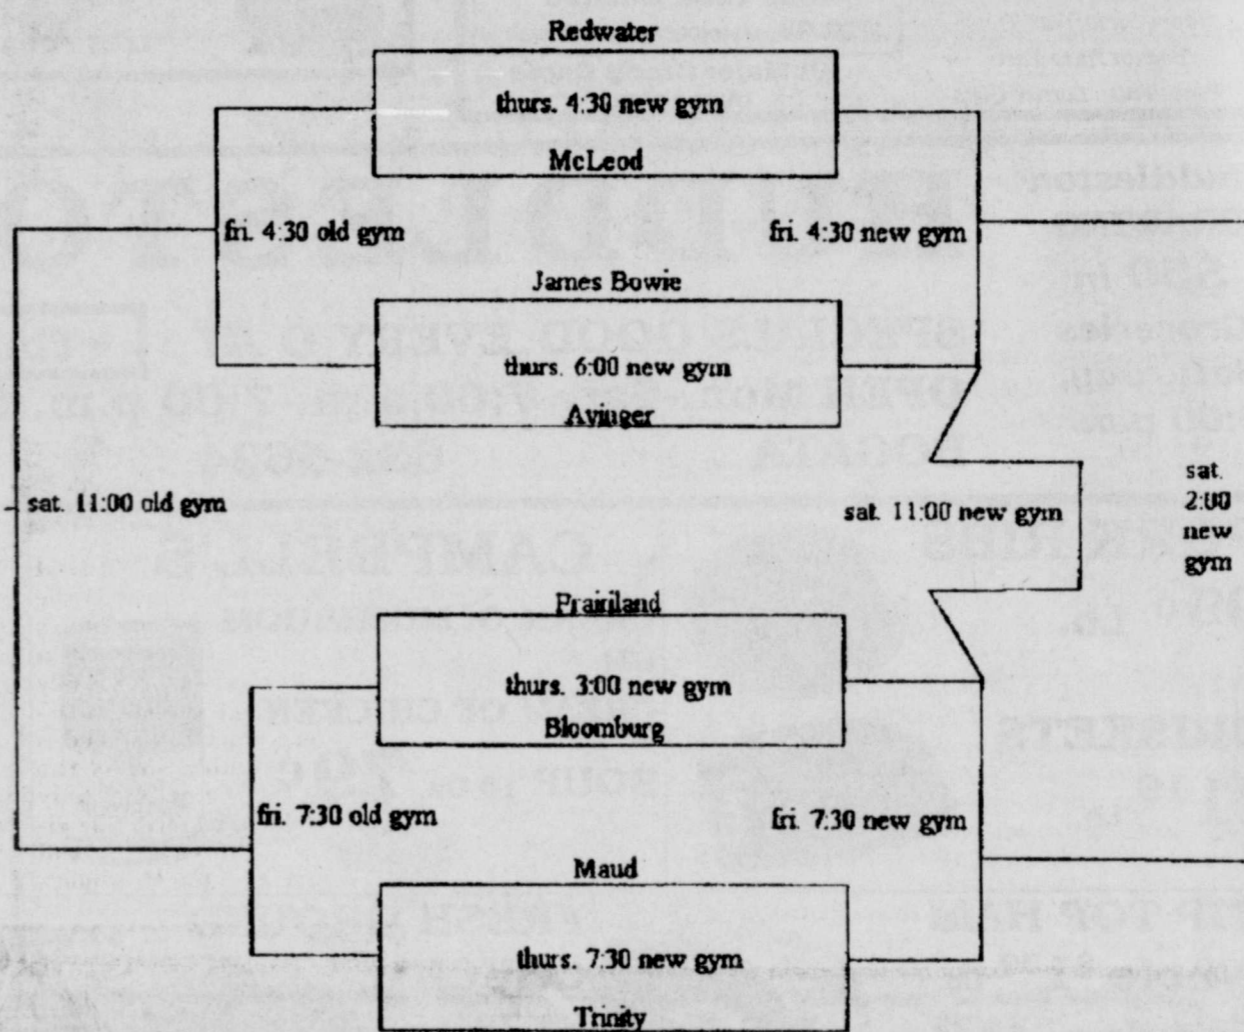 Redwater
thurs. 4:30 new gym
McLeod
fri. 4:30 old gym
fri. 4:30 new gym
James Bowie
thurs. 6:00 new gym
Avinger
sat. 11:00 old gym
sat. 11:00 new gym
sat.
2:00
new
gym
Prairiland
thurs. 3:00 new gym
Bloomburg
fri. 7:30 old gym
fri. 7:30 new gym
Maud
thurs. 7:30 new gym
Trinity